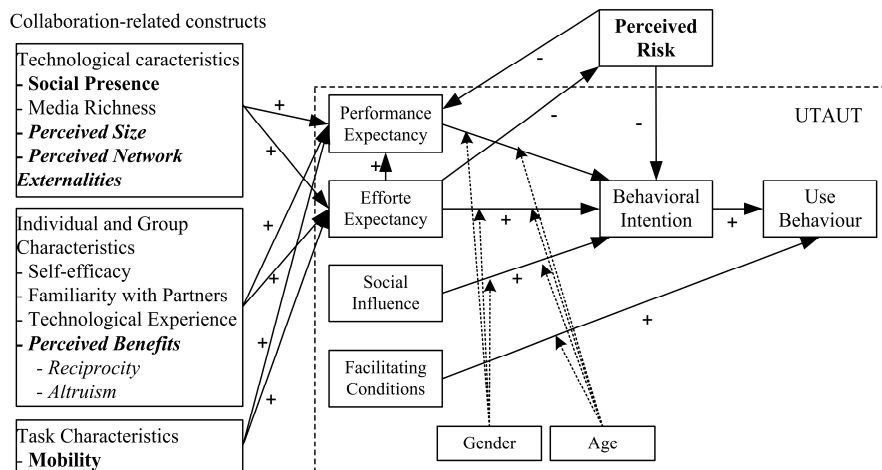 Collaboration-related constructs
Technological caracteristics
- Social Presence
- Media Richness
- Perceived Size
- Perceived Network
Externalities
Individual and Group
Characteristics
- Self-efficacy
- Familiarity with Partners
- Technological Experience
- Perceived Benefits
- Reciprocity
- Altruism
Task Characteristics
- Mobility
+
+
+
+
+
+
Perceived
Risk
-
-
-
UTAUT
Performance
Expectancy
+
Efforte
Expectancy
+
Social
Influence
+
Facilitating
Conditions
+
Behavioral
Intention
+
Use
Behaviour
Gender
Age